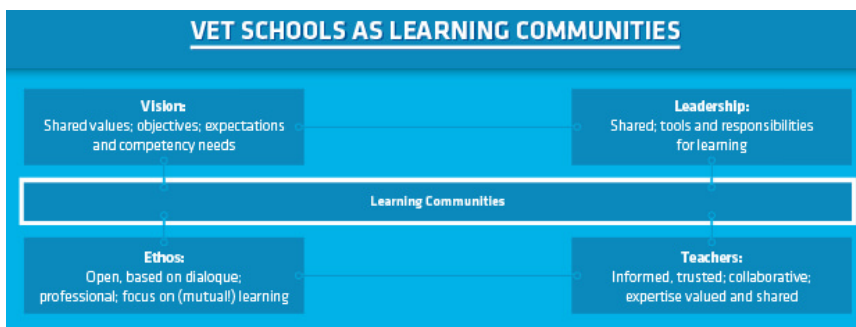 VET SCHOOLS AS LEARNING COMMUNITIES
Vision:
Shared values; objectives; expectations
and competency needs
Leadership:
Shared; tools and responsibilities
for learning
Learning Communities
Ethos:
Open, based on dialogue;
professional; focus on (mutual!) learning
Teachers:
Informed, trusted; collaborative;
expertise valued and shared